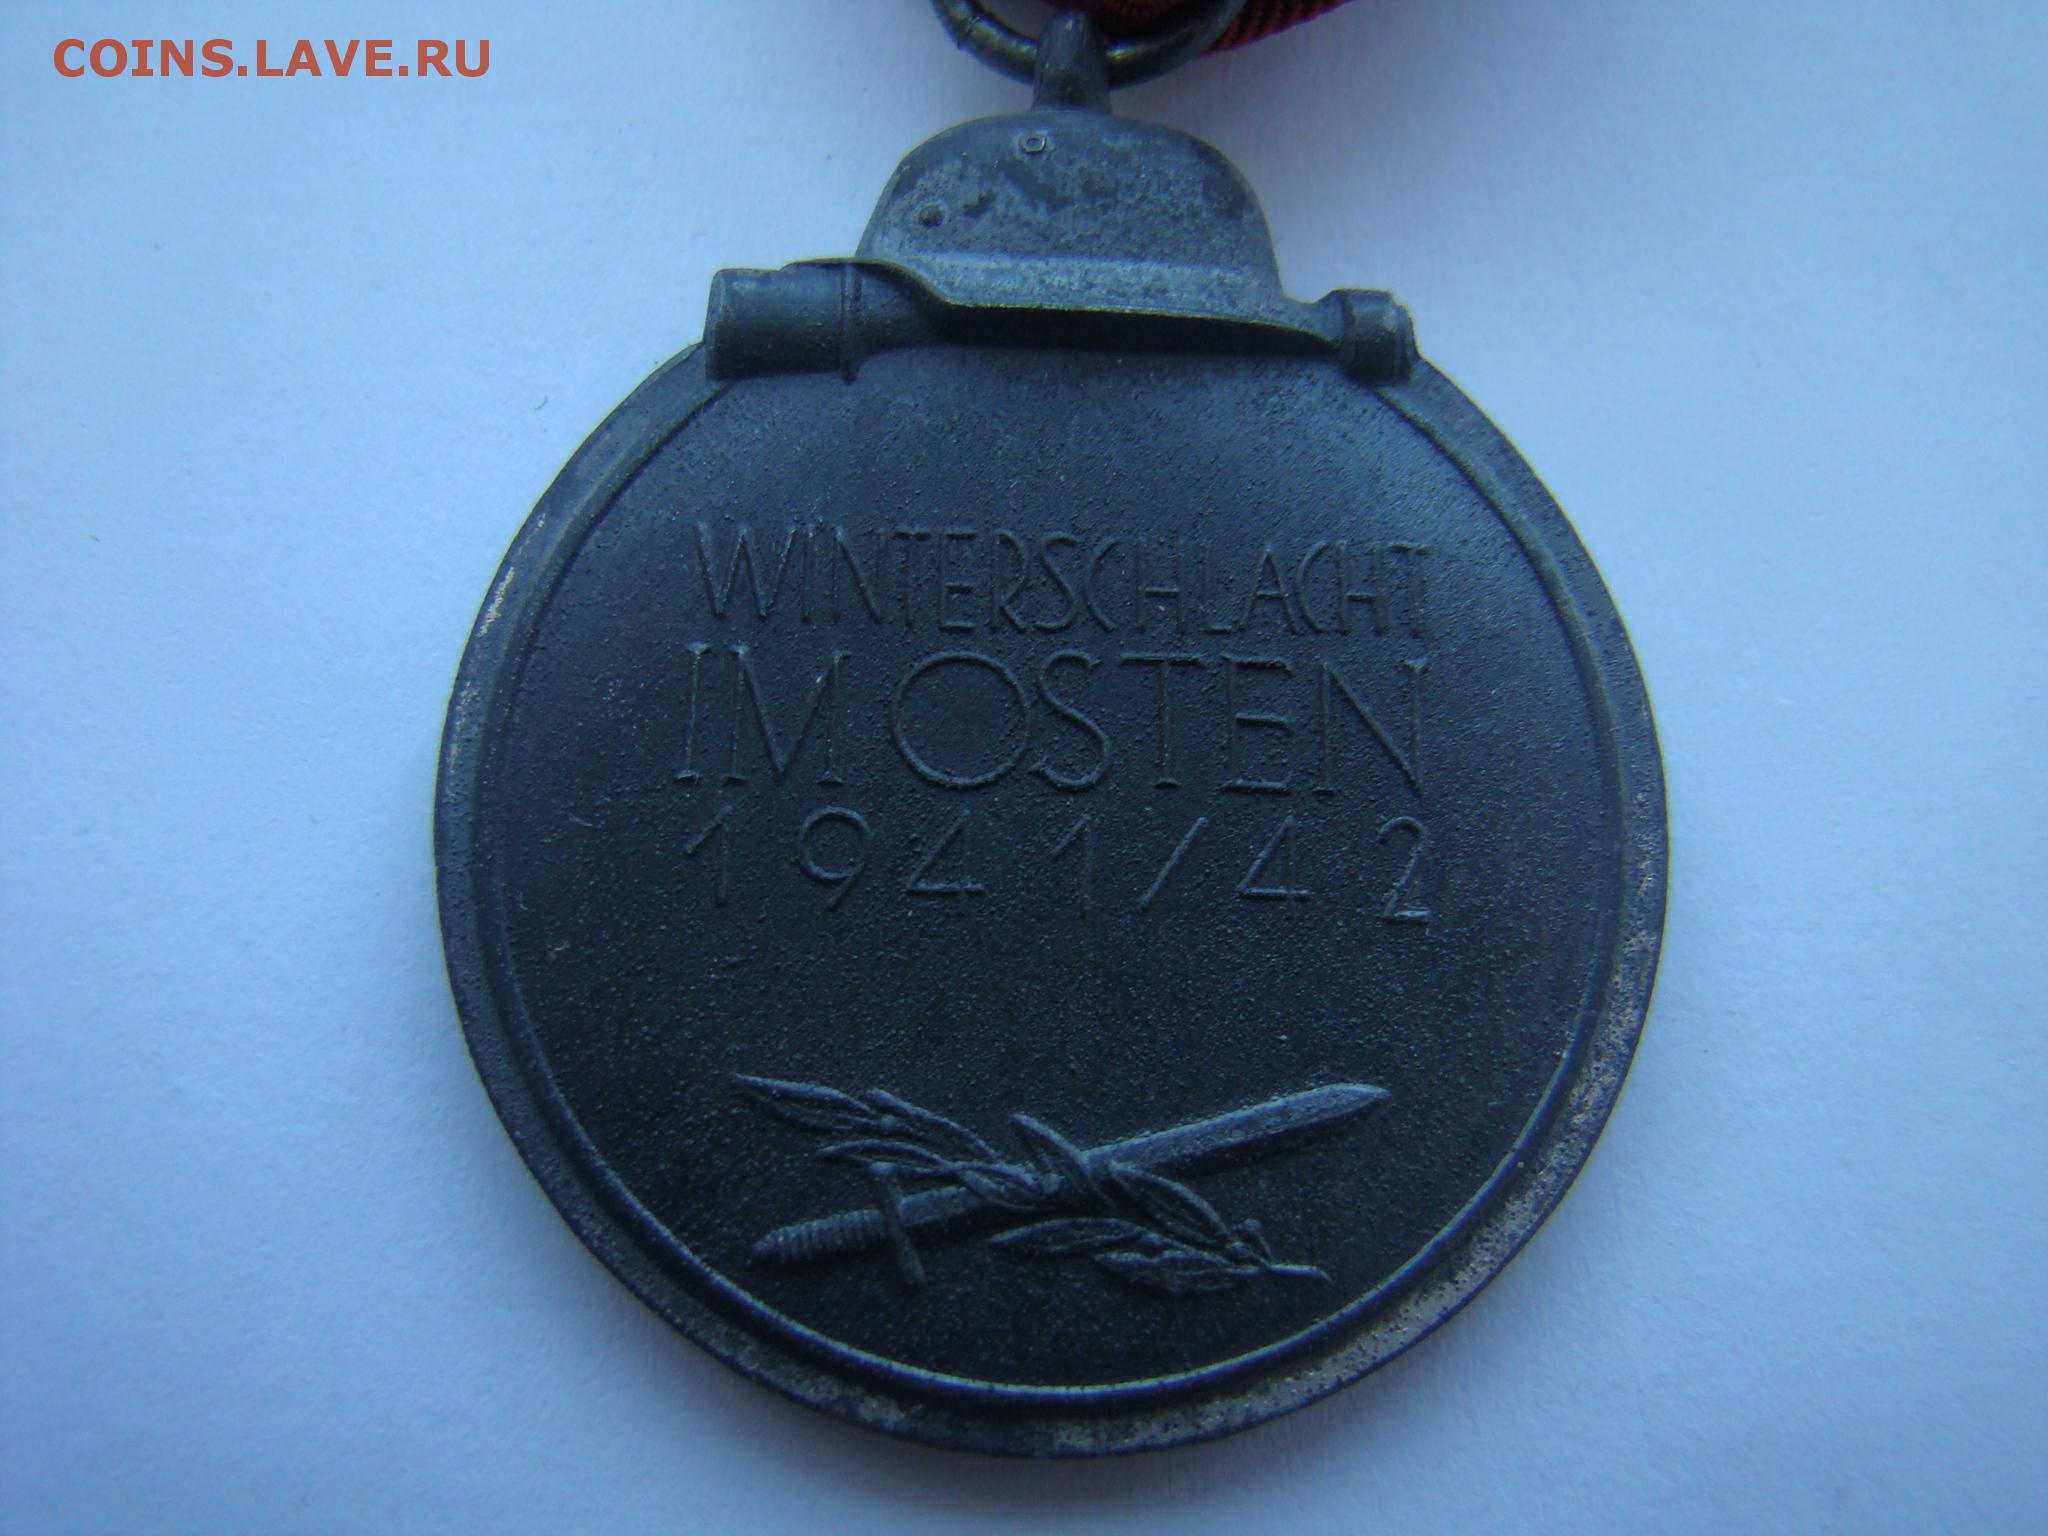 COINS.LAVE.RU
WINTERSCHLACHT
IM OSTEN
1941/42